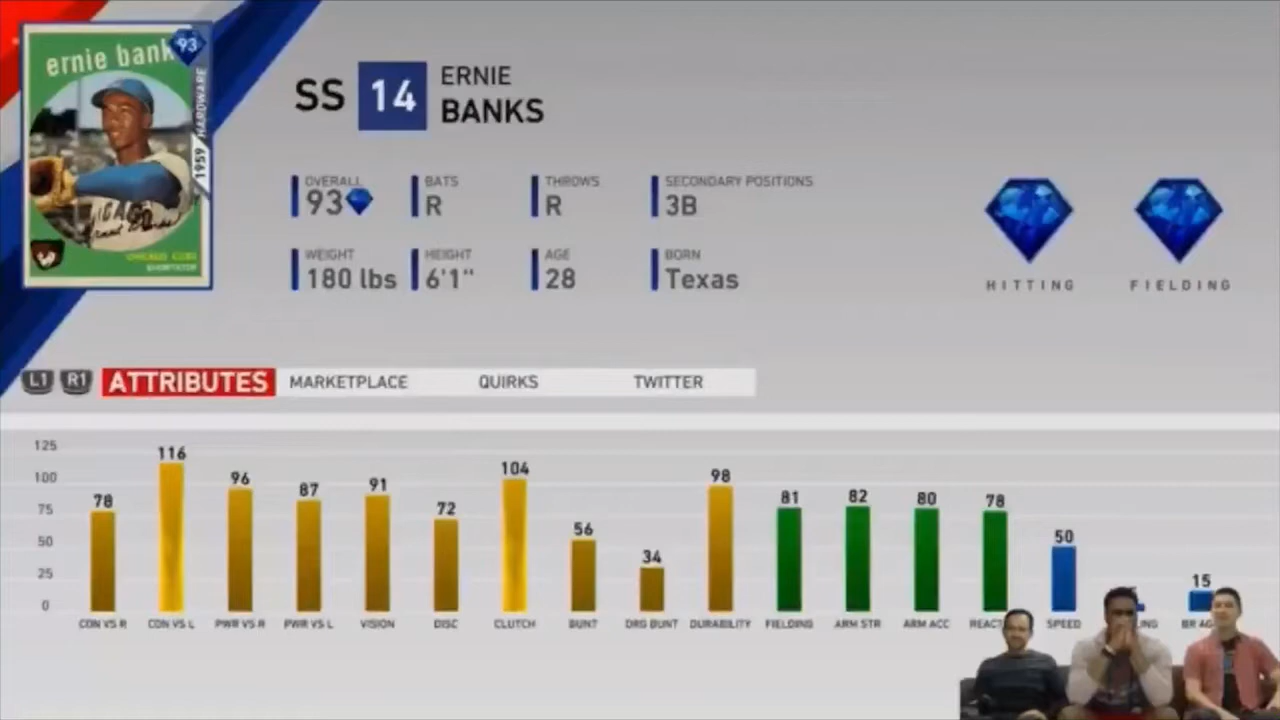 ernie bank
93
HARDWARE
1959
CHICAGO CUBS
SHORTSTOP
SS 14 ERNIE
BANKS
OVERALL BATS THROWS SECONDARY POSITIONS
93 R R 3B
WEIGHT HEIGHT AGE BORN
180 lbs 6'1" 28 Texas
HITTING FIELDING
L1 R1 ATTRIBUTES MARKETPLACE QUIRKS TWITTER
125
100
75
50
25
0
78 116 96 87 91 72 104 56 34 98 81 82 80 78 50 15
CON VS R CON VS L PWR VS R PWR VS L VISION DISC CLUTCH BUNT DRG BUNT DURABILITY FIELDING ARM STR ARM ACC REACT SPEED LING BR AG